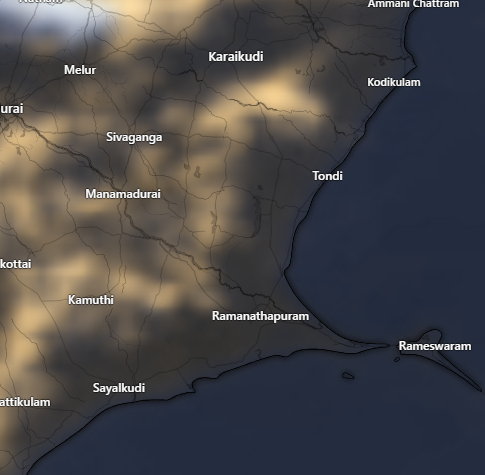 Ammani Chattram
Karaikudi
Melur
Kodikulam
urai
Sivaganga
Tondi
Manamadurai
kottai
Kamuthi
Ramanathapuram
Rameswaram
Sayalkudi
attikulam